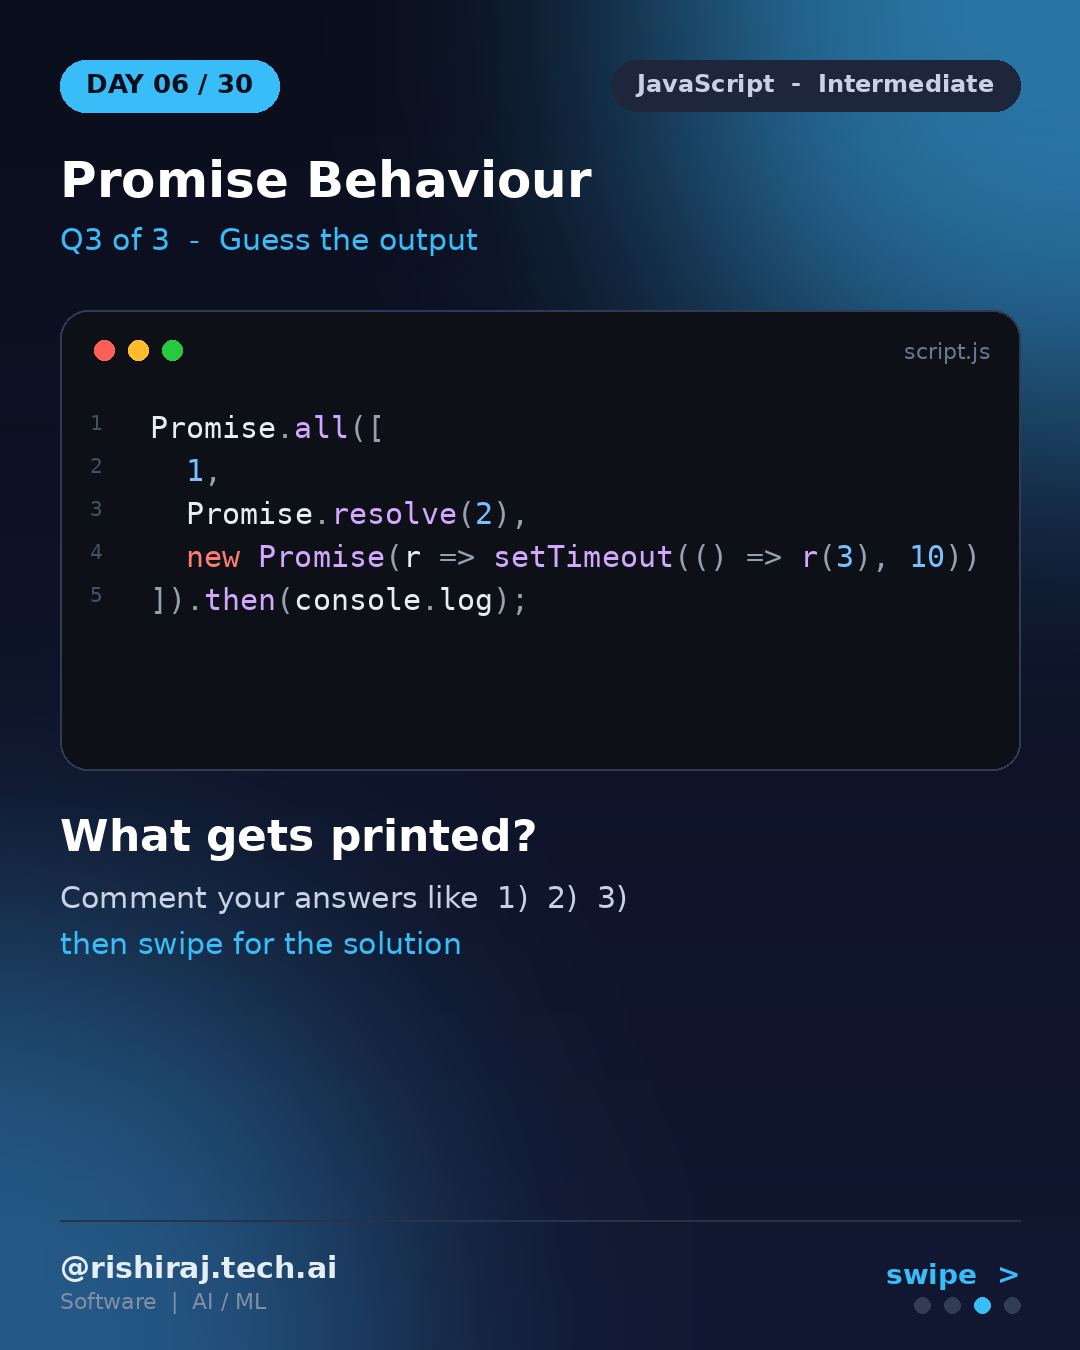 DAY 06 / 30
JavaScript - Intermediate
Promise Behaviour
Q3 of 3 - Guess the output
script.js
1 Promise.all([
2   1,
3   Promise.resolve(2),
4   new Promise(r => setTimeout(() => r(3), 10))
5 ]).then(console.log);
What gets printed?
Comment your answers like 1) 2) 3)
then swipe for the solution
@rishiraj.tech.ai
Software | AI / ML
swipe >